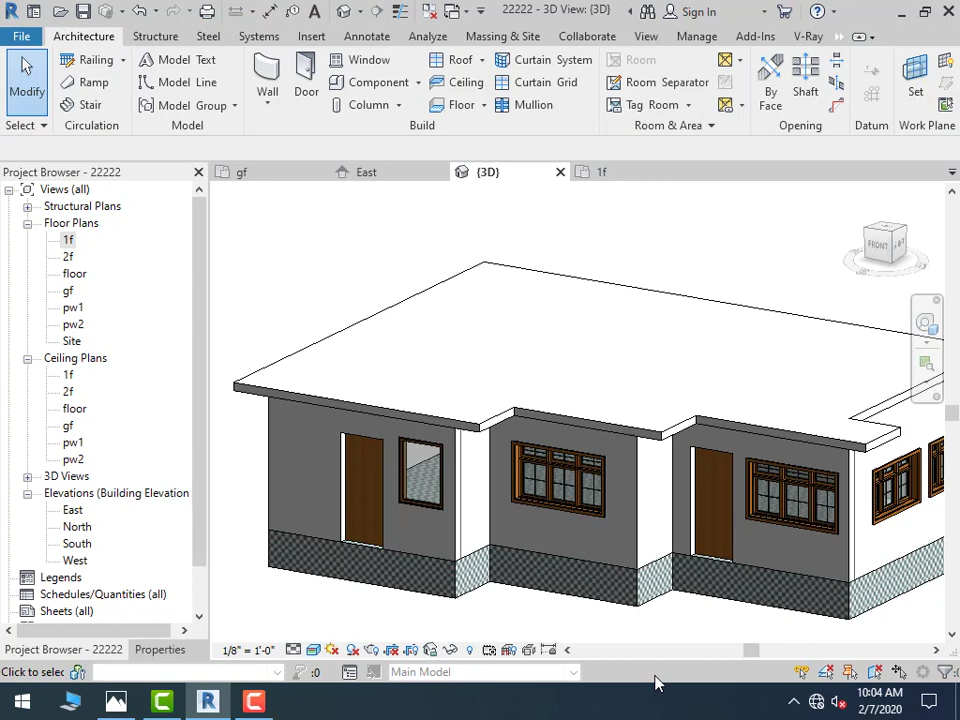 22222 - 3D View: {3D}
Sign In
File
Architecture
Structure
Steel
Systems
Insert
Annotate
Analyze
Massing & Site
Collaborate
View
Manage
Add-Ins
V-Ray
Modify
Railing
Ramp
Stair
Model Text
Model Line
Model Group
Wall
Door
Window
Component
Column
Roof
Ceiling
Floor
Curtain System
Curtain Grid
Mullion
Room
Room Separator
Tag Room
By
Face
Shaft
Set
Select
Circulation
Model
Build
Room & Area
Opening
Datum
Work Plane
Project Browser - 22222
gf
East
{3D}
1f
Views (all)
Structural Plans
Floor Plans
1f
2f
floor
gf
pw1
pw2
Site
Ceiling Plans
1f
2f
floor
gf
pw1
pw2
3D Views
Elevations (Building Elevation
East
North
South
West
Legends
Schedules/Quantities (all)
Sheets (all)
FRONT
Project Browser - 22222
Properties
1/8" = 1'-0"
Click to selec
:0
Main Model
10:04 AM
2/7/2020